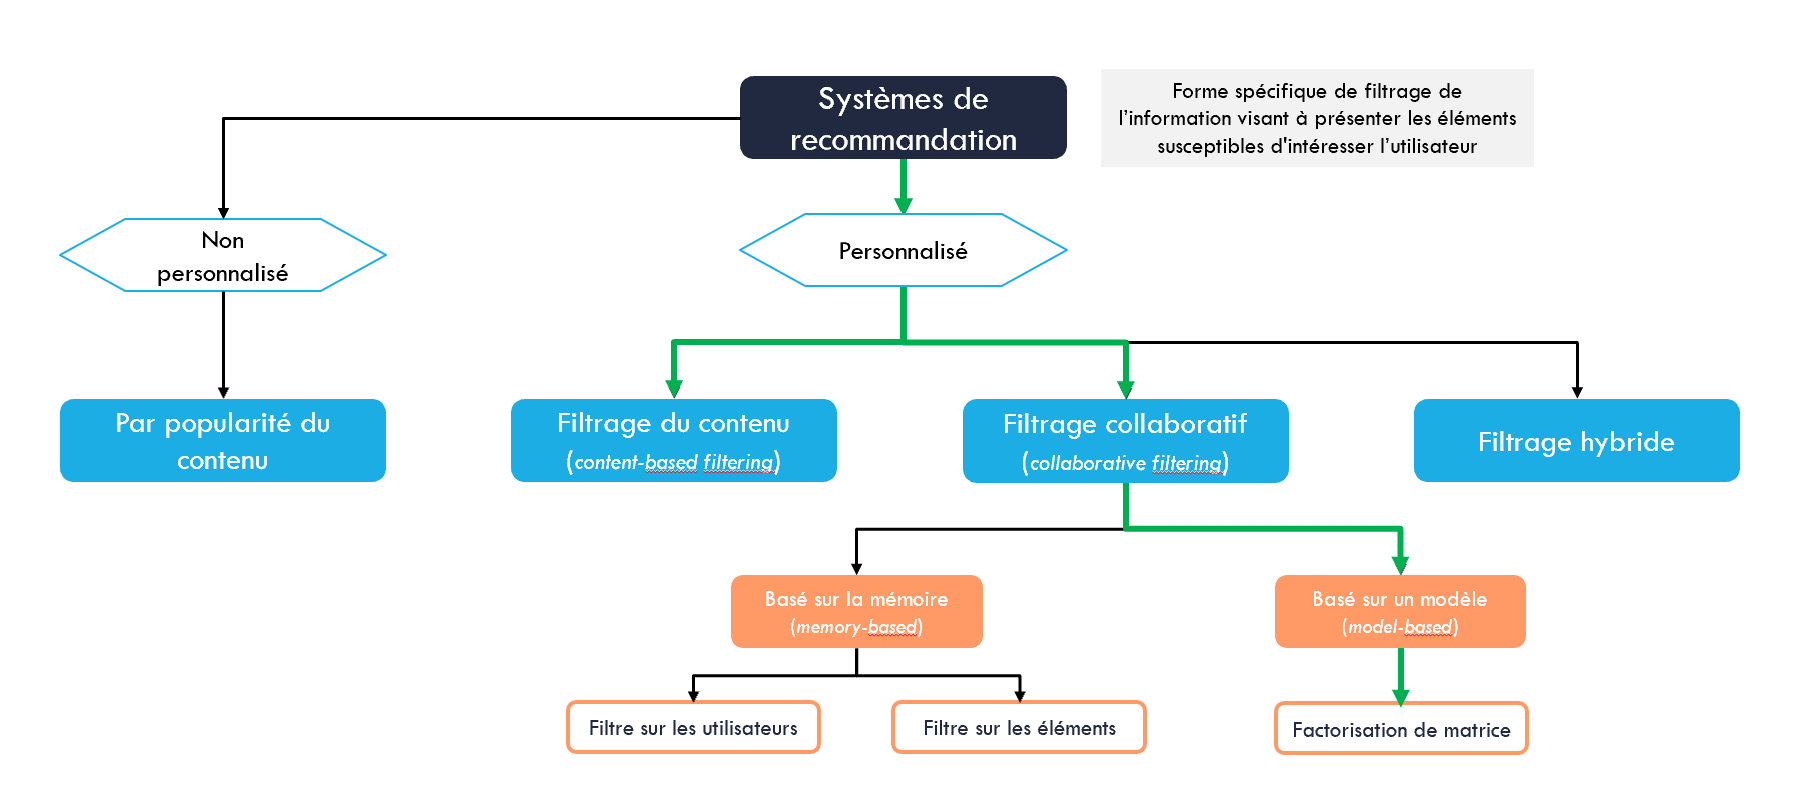 Systèmes de
recommandation
Forme spécifique de filtrage de
l’information visant à présenter les éléments
susceptibles d'intéresser l’utilisateur
Non
personnalisé
Personnalisé
Par popularité du
contenu
Filtrage du contenu
(content-based filtering)
Filtrage collaboratif
(collaborative filtering)
Filtrage hybride
Basé sur la mémoire
(memory-based)
Basé sur un modèle
(model-based)
Filtre sur les utilisateurs
Filtre sur les éléments
Factorisation de matrice